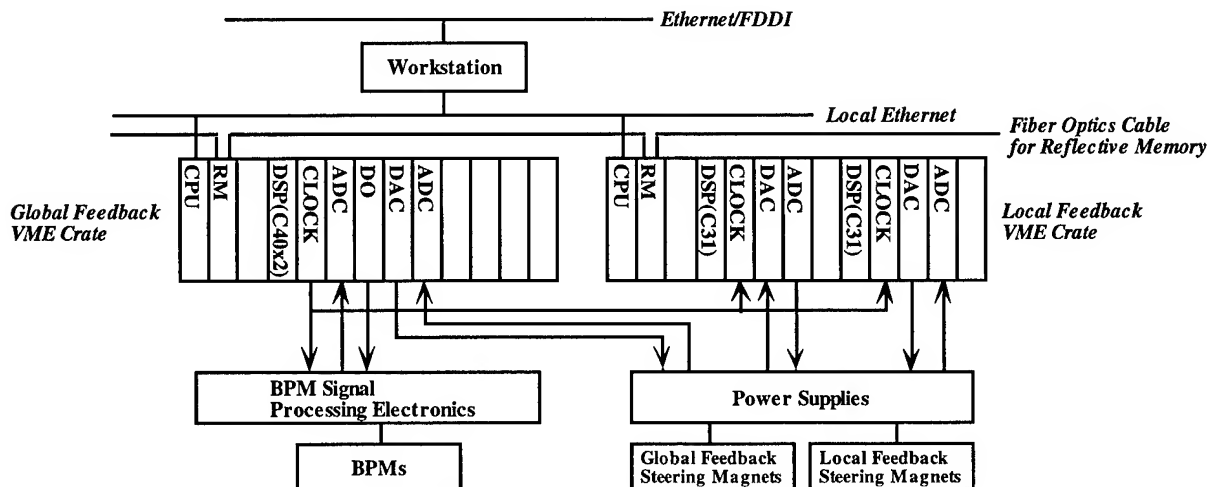 Ethernet/FDDI
Workstation
Local Ethernet
Fiber Optics Cable
for Reflective Memory
CPU
RM
DSP(C40x2)
CLOCK
ADC
DO
DAC
ADC
CPU
RM
DSP(C31)
CLOCK
DAC
ADC
DSP(C31)
CLOCK
DAC
ADC
Global Feedback
VME Crate
Local Feedback
VME Crate
BPM Signal
Processing Electronics
Power Supplies
BPMs
Global Feedback
Steering Magnets
Local Feedback
Steering Magnets